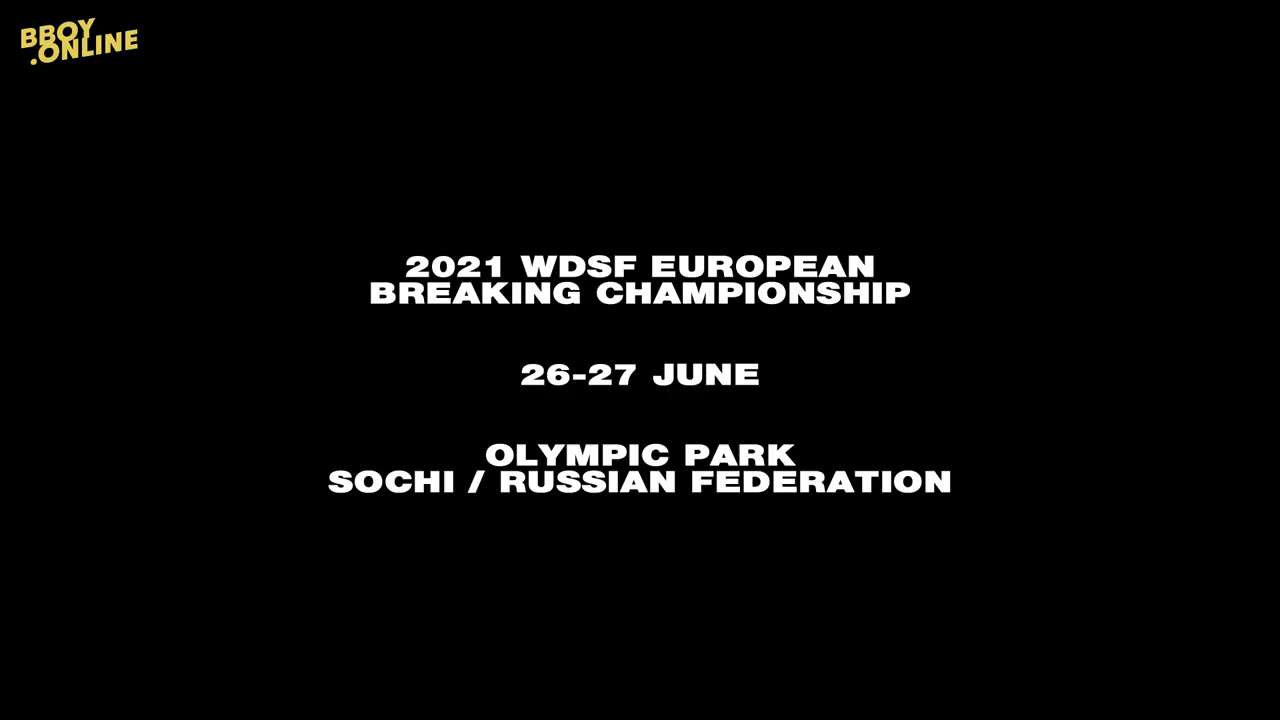 BBOY
.ONLINE
2021 WDSF EUROPEAN
BREAKING CHAMPIONSHIP
26-27 JUNE
OLYMPIC PARK
SOCHI / RUSSIAN FEDERATION